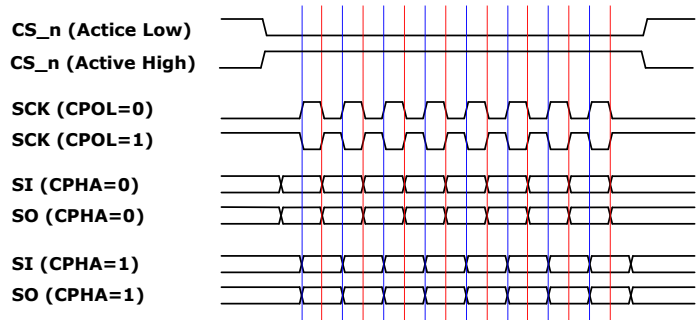 CS_n (Actice Low)
CS_n (Active High)
SCK (CPOL=0)
SCK (CPOL=1)
SI (CPHA=0)
SO (CPHA=0)
SI (CPHA=1)
SO (CPHA=1)